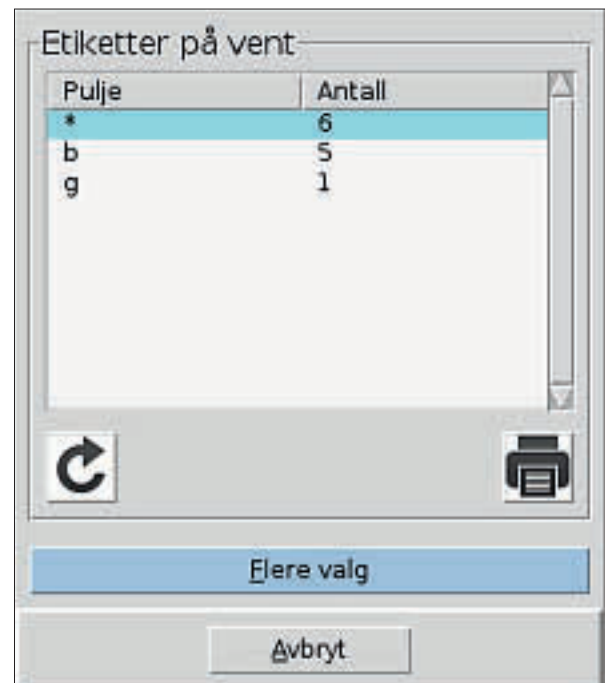 Etiketter på vent
Pulje Antall
* 6
b 5
g 1
Flere valg
Avbryt